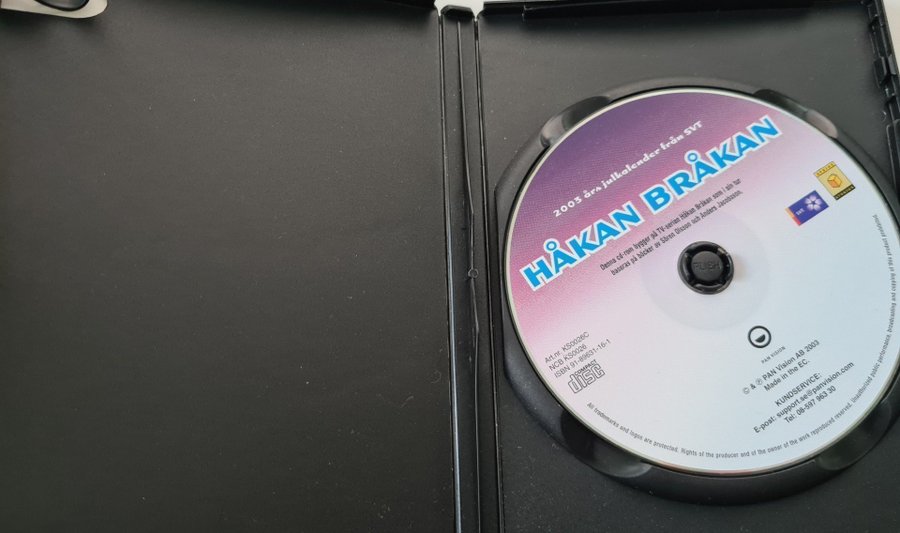 2003 års julkalender från SVT
HÅKAN BRÅKAN
Denna cd-rom bygger på TV-serien Håkan Bråkan som i sin tur
baseras på böcker av Sören Olsson och Anders Jacobsson.
svt
PUSH
Art.nr. KS0026C
NCB KS0026
ISBN 91-89631-16-1
COMPACT
disc
PAN VISION
© & ℗ PAN Vision AB 2003
Made in the EC.
KUNDSERVICE:
E-post: support.se@panvision.com
Tel: 08-597 963 30
All trademarks and logos are protected. Rights of the producer and of the owner of the work reproduced reserved. Unauthorized public performance, broadcasting and copying of this product prohibited